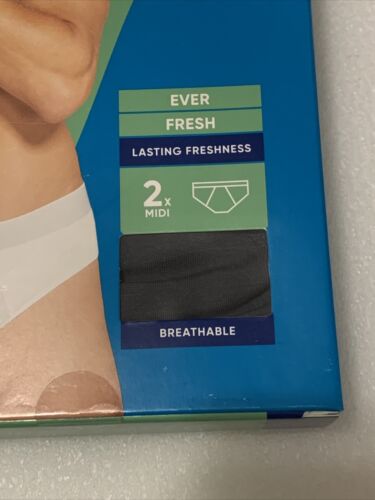 EVER
FRESH
LASTING FRESHNESS
2x
MIDI
BREATHABLE